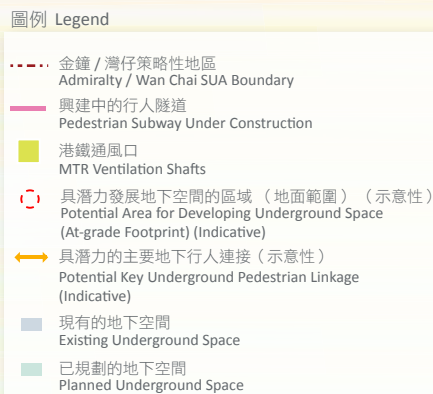 圖例 Legend
金鐘 / 灣仔策略性地區
Admiralty / Wan Chai SUA Boundary
興建中的行人隧道
Pedestrian Subway Under Construction
港鐵通風口
MTR Ventilation Shafts
具潛力發展地下空間的區域 （地面範圍）（示意性）
Potential Area for Developing Underground Space
(At-grade Footprint) (Indicative)
具潛力的主要地下行人連接（示意性）
Potential Key Underground Pedestrian Linkage
(Indicative)
現有的地下空間
Existing Underground Space
已規劃的地下空間
Planned Underground Space